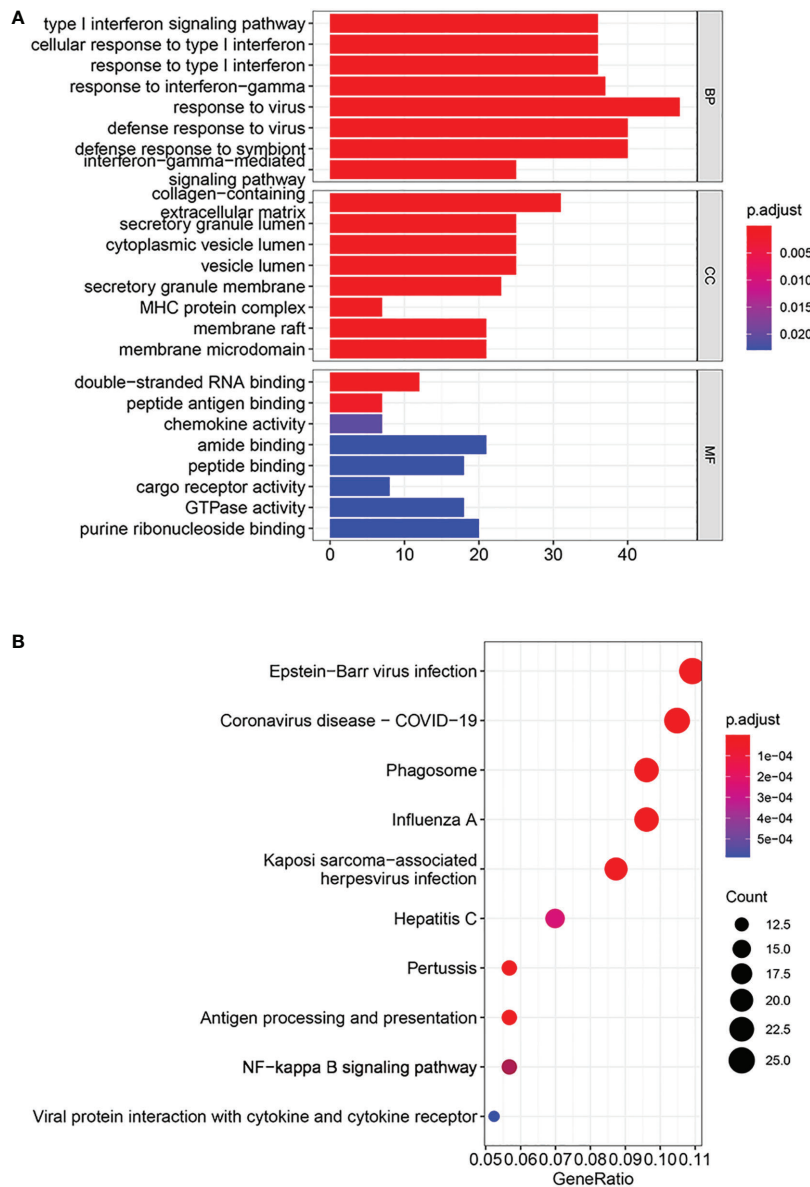 A
type I interferon signaling pathway
cellular response to type I interferon
response to type I interferon
response to interferon−gamma
response to virus
defense response to virus
defense response to symbiont
interferon−gamma−mediated
signaling pathway
BP
collagen−containing
extracellular matrix
secretory granule lumen
cytoplasmic vesicle lumen
vesicle lumen
secretory granule membrane
MHC protein complex
membrane raft
membrane microdomain
CC
double−stranded RNA binding
peptide antigen binding
chemokine activity
amide binding
peptide binding
cargo receptor activity
GTPase activity
purine ribonucleoside binding
MF
0 10 20 30 40
p.adjust
0.005
0.010
0.015
0.020
B
Epstein−Barr virus infection
Coronavirus disease − COVID−19
Phagosome
Influenza A
Kaposi sarcoma−associated
herpesvirus infection
Hepatitis C
Pertussis
Antigen processing and presentation
NF−kappa B signaling pathway
Viral protein interaction with cytokine and cytokine receptor
0.05 0.06 0.07 0.08 0.09 0.10 0.11
GeneRatio
p.adjust
1e−04
2e−04
3e−04
4e−04
5e−04
Count
12.5
15.0
17.5
20.0
22.5
25.0